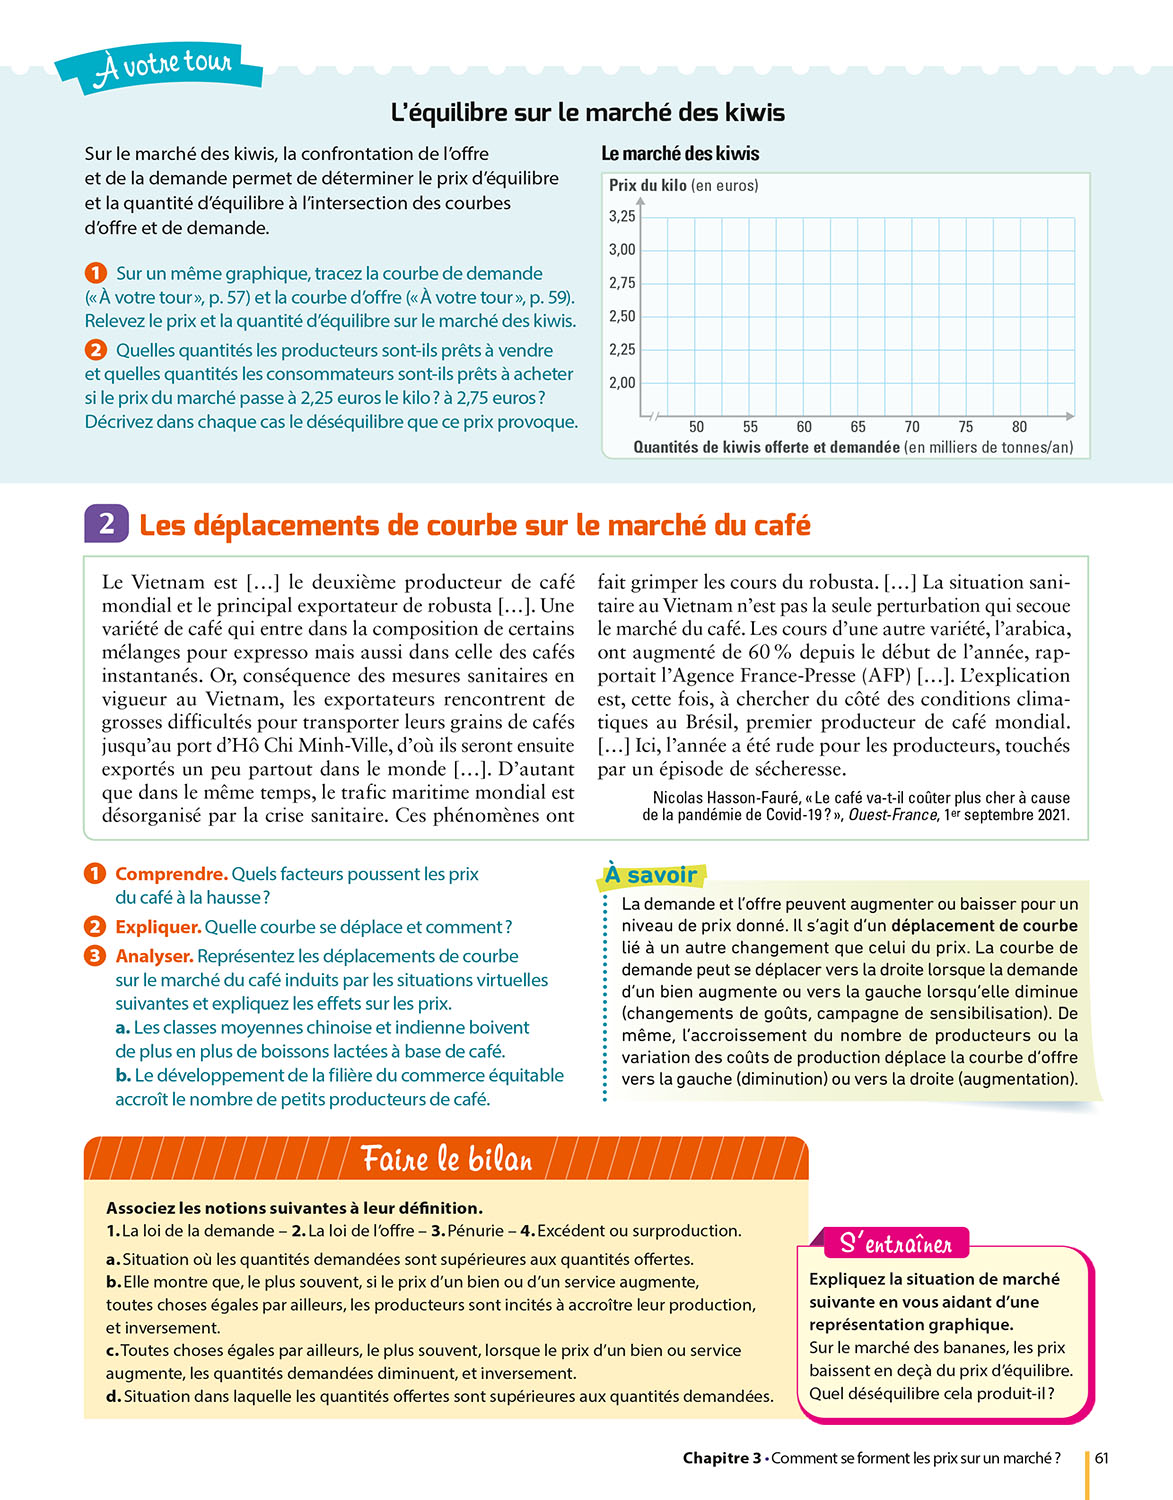 À votre tour
L'équilibre sur le marché des kiwis
Sur le marché des kiwis, la confrontation de l'offre
et de la demande permet de déterminer le prix d'équilibre
et la quantité d'équilibre à l'intersection des courbes
d'offre et de demande.
1 Sur un même graphique, tracez la courbe de demande
(« À votre tour », p. 57) et la courbe d'offre (« À votre tour », p. 59).
Relevez le prix et la quantité d'équilibre sur le marché des kiwis.
2 Quelles quantités les producteurs sont-ils prêts à vendre
et quelles quantités les consommateurs sont-ils prêts à acheter
si le prix du marché passe à 2,25 euros le kilo ? à 2,75 euros ?
Décrivez dans chaque cas le déséquilibre que ce prix provoque.
Le marché des kiwis
Prix du kilo (en euros)
3,25
3,00
2,75
2,50
2,25
2,00
50 55 60 65 70 75 80
Quantités de kiwis offerte et demandée (en milliers de tonnes/an)
2 Les déplacements de courbe sur le marché du café
Le Vietnam est [...] le deuxième producteur de café
mondial et le principal exportateur de robusta [...]. Une
variété de café qui entre dans la composition de certains
mélanges pour expresso mais aussi dans celle des cafés
instantanés. Or, conséquence des mesures sanitaires en
vigueur au Vietnam, les exportateurs rencontrent de
grosses difficultés pour transporter leurs grains de cafés
jusqu'au port d'Hô Chi Minh-Ville, d'où ils seront ensuite
exportés un peu partout dans le monde [...]. D'autant
que dans le même temps, le trafic maritime mondial est
désorganisé par la crise sanitaire. Ces phénomènes ont
fait grimper les cours du robusta. [...] La situation sani-
taire au Vietnam n'est pas la seule perturbation qui secoue
le marché du café. Les cours d'une autre variété, l'arabica,
ont augmenté de 60 % depuis le début de l'année, rap-
portait l'Agence France-Presse (AFP) [...]. L'explication
est, cette fois, à chercher du côté des conditions clima-
tiques au Brésil, premier producteur de café mondial.
[...] Ici, l'année a été rude pour les producteurs, touchés
par un épisode de sécheresse.
Nicolas Hasson-Fauré, « Le café va-t-il coûter plus cher à cause
de la pandémie de Covid-19 ? », Ouest-France, 1er septembre 2021.
1 Comprendre. Quels facteurs poussent les prix
du café à la hausse ?
2 Expliquer. Quelle courbe se déplace et comment ?
3 Analyser. Représentez les déplacements de courbe
sur le marché du café induits par les situations virtuelles
suivantes et expliquez les effets sur les prix.
a. Les classes moyennes chinoise et indienne boivent
de plus en plus de boissons lactées à base de café.
b. Le développement de la filière du commerce équitable
accroît le nombre de petits producteurs de café.
À savoir
La demande et l'offre peuvent augmenter ou baisser pour un
niveau de prix donné. Il s'agit d'un déplacement de courbe
lié à un autre changement que celui du prix. La courbe de
demande peut se déplacer vers la droite lorsque la demande
d'un bien augmente ou vers la gauche lorsqu'elle diminue
(changements de goûts, campagne de sensibilisation). De
même, l'accroissement du nombre de producteurs ou la
variation des coûts de production déplace la courbe d'offre
vers la gauche (diminution) ou vers la droite (augmentation).
Faire le bilan
Associez les notions suivantes à leur définition.
1. La loi de la demande – 2. La loi de l'offre – 3. Pénurie – 4. Excédent ou surproduction.
a. Situation où les quantités demandées sont supérieures aux quantités offertes.
b. Elle montre que, le plus souvent, si le prix d'un bien ou d'un service augmente,
toutes choses égales par ailleurs, les producteurs sont incités à accroître leur production,
et inversement.
c. Toutes choses égales par ailleurs, le plus souvent, lorsque le prix d'un bien ou service
augmente, les quantités demandées diminuent, et inversement.
d. Situation dans laquelle les quantités offertes sont supérieures aux quantités demandées.
S'entraîner
Expliquez la situation de marché
suivante en vous aidant d'une
représentation graphique.
Sur le marché des bananes, les prix
baissent en deçà du prix d'équilibre.
Quel déséquilibre cela produit-il ?
Chapitre 3 • Comment se forment les prix sur un marché ? 61